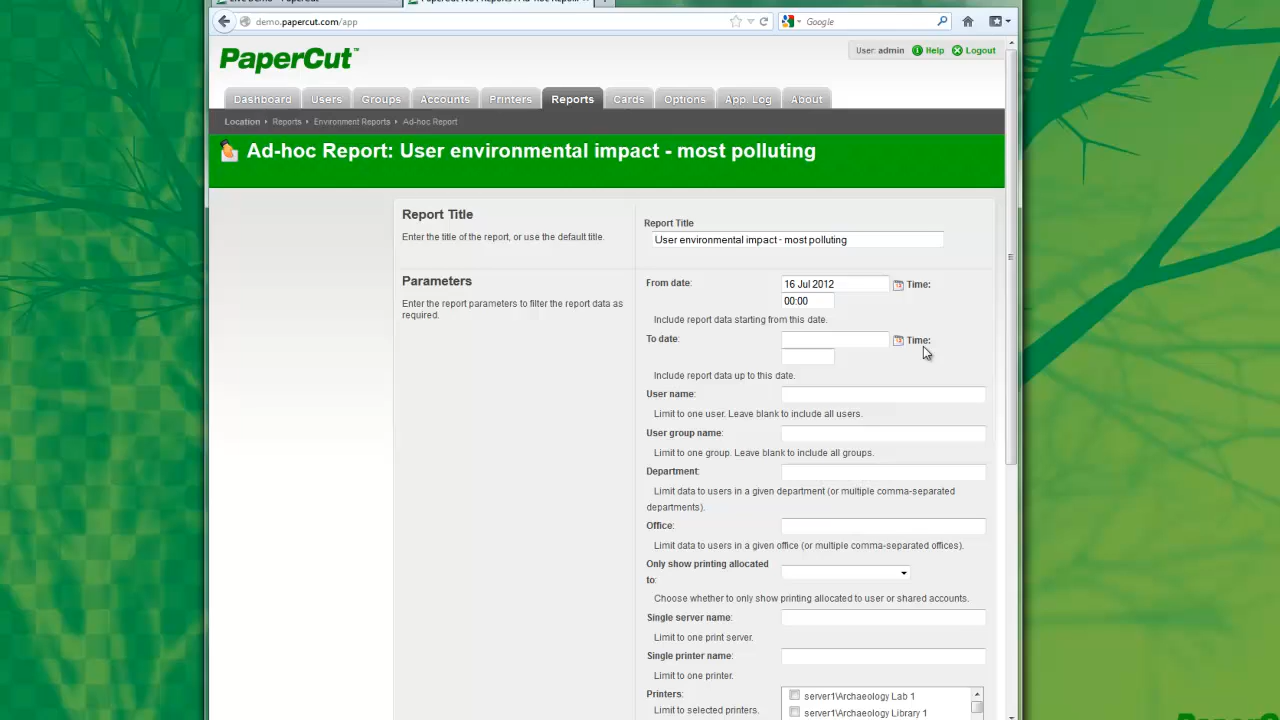 demo.papercut.com/app
Google
PaperCut™
User: admin Help Logout
Dashboard Users Groups Accounts Printers Reports Cards Options App. Log About
Location Reports Environment Reports Ad-hoc Report
Ad-hoc Report: User environmental impact - most polluting
Report Title
Enter the title of the report, or use the default title.
Report Title
User environmental impact - most polluting
Parameters
Enter the report parameters to filter the report data as
required.
From date: 16 Jul 2012 Time:
00:00
Include report data starting from this date.
To date: Time:
Include report data up to this date.
User name:
Limit to one user. Leave blank to include all users.
User group name:
Limit to one group. Leave blank to include all groups.
Department:
Limit data to users in a given department (or multiple comma-separated
departments).
Office:
Limit data to users in a given office (or multiple comma-separated offices).
Only show printing allocated
to:
Choose whether to only show printing allocated to user or shared accounts.
Single server name:
Limit to one print server.
Single printer name:
Limit to one printer.
Printers: server1\Archaeology Lab 1
Limit to selected printers. server1\Archaeology Library 1